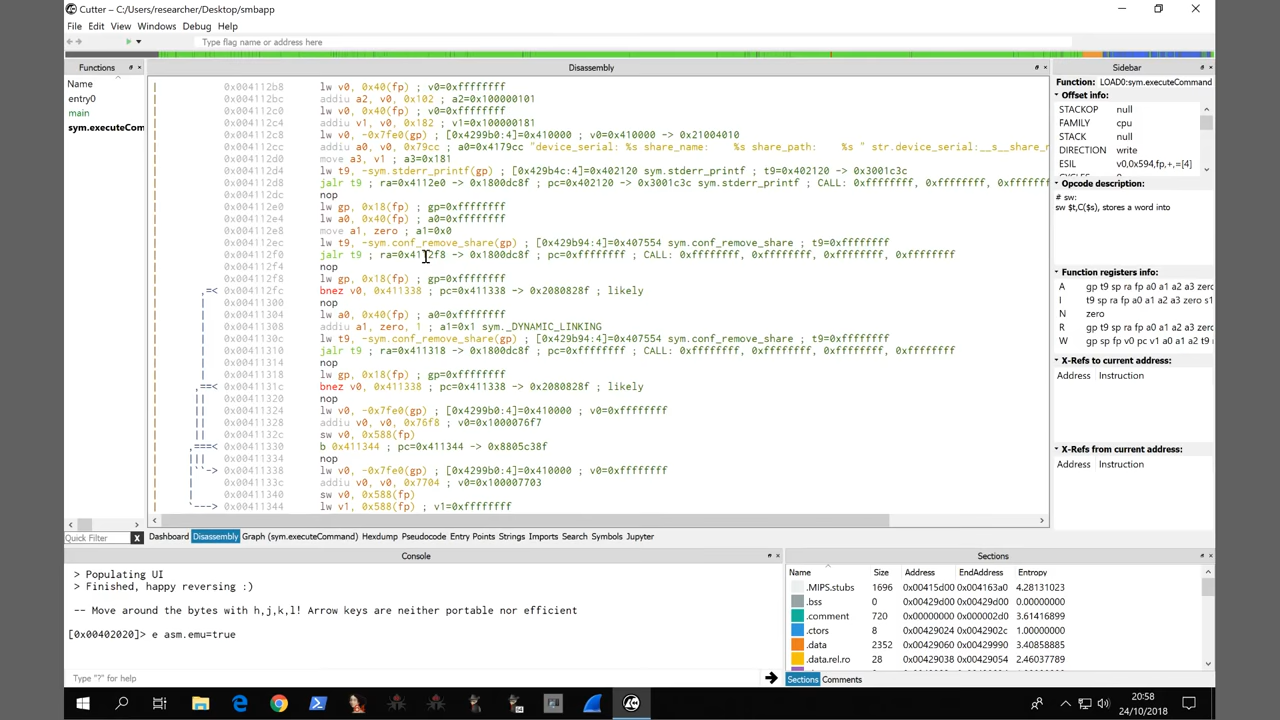 Cutter – C:/Users/researcher/Desktop/smbapp
File Edit View Windows Debug Help
Type flag name or address here
Functions
Name
entry0
main
sym.executeCom
Disassembly
0x004112b8 lw v0, 0x40(fp) ; v0=0xffffffff
0x004112bc addiu a2, v0, 0x102 ; a2=0x100000101
0x004112c0 lw v0, 0x40(fp) ; v0=0xffffffff
0x004112c4 addiu v1, v0, 0x182 ; v1=0x100000181
0x004112c8 lw v0, -0x7fe0(gp) ; [0x4299b0:4]=0x410000 ; v0=0x410000 -> 0x21004010
0x004112cc addiu a0, v0, 0x79cc ; a0=0x4179cc "device_serial: %s share_name: %s share_path: %s " str.device_serial:__s__share_r
0x004112d0 move a3, v1 ; a3=0x181
0x004112d4 lw t9, -sym.stderr_printf(gp) ; [0x429b4c:4]=0x402120 sym.stderr_printf ; t9=0x402120 -> 0x3001c3c
0x004112d8 jalr t9 ; ra=0x4112e0 -> 0x1800dc8f ; pc=0x402120 -> 0x3001c3c sym.stderr_printf ; CALL: 0xffffffff, 0xffffffff, 0xffffffff, 0xf
0x004112dc nop
0x004112e0 lw gp, 0x18(fp) ; gp=0xffffffff
0x004112e4 lw a0, 0x40(fp) ; a0=0xffffffff
0x004112e8 move a1, zero ; a1=0x0
0x004112ec lw t9, -sym.conf_remove_share(gp) ; [0x429b94:4]=0x407554 sym.conf_remove_share ; t9=0xffffffff
0x004112f0 jalr t9 ; ra=0x4112f8 -> 0x1800dc8f ; pc=0xffffffff ; CALL: 0xffffffff, 0xffffffff, 0xffffffff, 0xffffffff
0x004112f4 nop
0x004112f8 lw gp, 0x18(fp) ; gp=0xffffffff
,=< 0x004112fc bnez v0, 0x411338 ; pc=0x411338 -> 0x2080828f ; likely
| 0x00411300 nop
| 0x00411304 lw a0, 0x40(fp) ; a0=0xffffffff
| 0x00411308 addiu a1, zero, 1 ; a1=0x1 sym._DYNAMIC_LINKING
| 0x0041130c lw t9, -sym.conf_remove_share(gp) ; [0x429b94:4]=0x407554 sym.conf_remove_share ; t9=0xffffffff
| 0x00411310 jalr t9 ; ra=0x411318 -> 0x1800dc8f ; pc=0xffffffff ; CALL: 0xffffffff, 0xffffffff, 0xffffffff, 0xffffffff
| 0x00411314 nop
| 0x00411318 lw gp, 0x18(fp) ; gp=0xffffffff
,==< 0x0041131c bnez v0, 0x411338 ; pc=0x411338 -> 0x2080828f ; likely
|| 0x00411320 nop
|| 0x00411324 lw v0, -0x7fe0(gp) ; [0x4299b0:4]=0x410000 ; v0=0xffffffff
|| 0x00411328 addiu v0, v0, 0x76f8 ; v0=0x1000076f7
|| 0x0041132c sw v0, 0x588(fp)
,===< 0x00411330 b 0x411344 ; pc=0x411344 -> 0x8805c38f
||| 0x00411334 nop
|``-> 0x00411338 lw v0, -0x7fe0(gp) ; [0x4299b0:4]=0x410000 ; v0=0xffffffff
| 0x0041133c addiu v0, v0, 0x7704 ; v0=0x100007703
| 0x00411340 sw v0, 0x588(fp)
`---> 0x00411344 lw v1, 0x588(fp) ; v1=0xffffffff
Sidebar
Function: LOAD0:sym.executeCommand
Offset info:
STACKOP null
FAMILY cpu
STACK null
DIRECTION write
ESIL v0,0x594,fp,+,=[4]
Opcode description:
# sw:
sw $t,C($s), stores a word into
Function registers info:
A gp t9 sp ra fp a0 a1 a2 a3 zero
I gp t9 sp ra fp a0 a1 a2 zero s1
N zero
R gp t9 sp ra fp a0 a1 a2 a3 zero
W gp sp fp v0 pc v1 a0 a1 a2 t9
X-Refs to current address:
Address Instruction
X-Refs from current address:
Address Instruction
Quick Filter X
Dashboard Disassembly Graph (sym.executeCommand) Hexdump Pseudocode Entry Points Strings Imports Search Symbols Jupyter
Console
> Populating UI
> Finished, happy reversing :)
-- Move around the bytes with h,j,k,l! Arrow keys are neither portable nor efficient
[0x00402020]> e asm.emu=true
Type "?" for help
Sections
Name Size Address EndAddress Entropy
.MIPS.stubs 1696 0x00415d00 0x004163a0 4.28131023
.bss 0 0x00429d00 0x00429d00 0.00000000
.comment 720 0x00000000 0x000002d0 3.61416899
.ctors 8 0x00429024 0x0042902c 1.00000000
.data 2352 0x00429060 0x00429990 3.40858885
.data.rel.ro 28 0x00429038 0x00429054 2.46037789
Sections Comments
20:58
24/10/2018